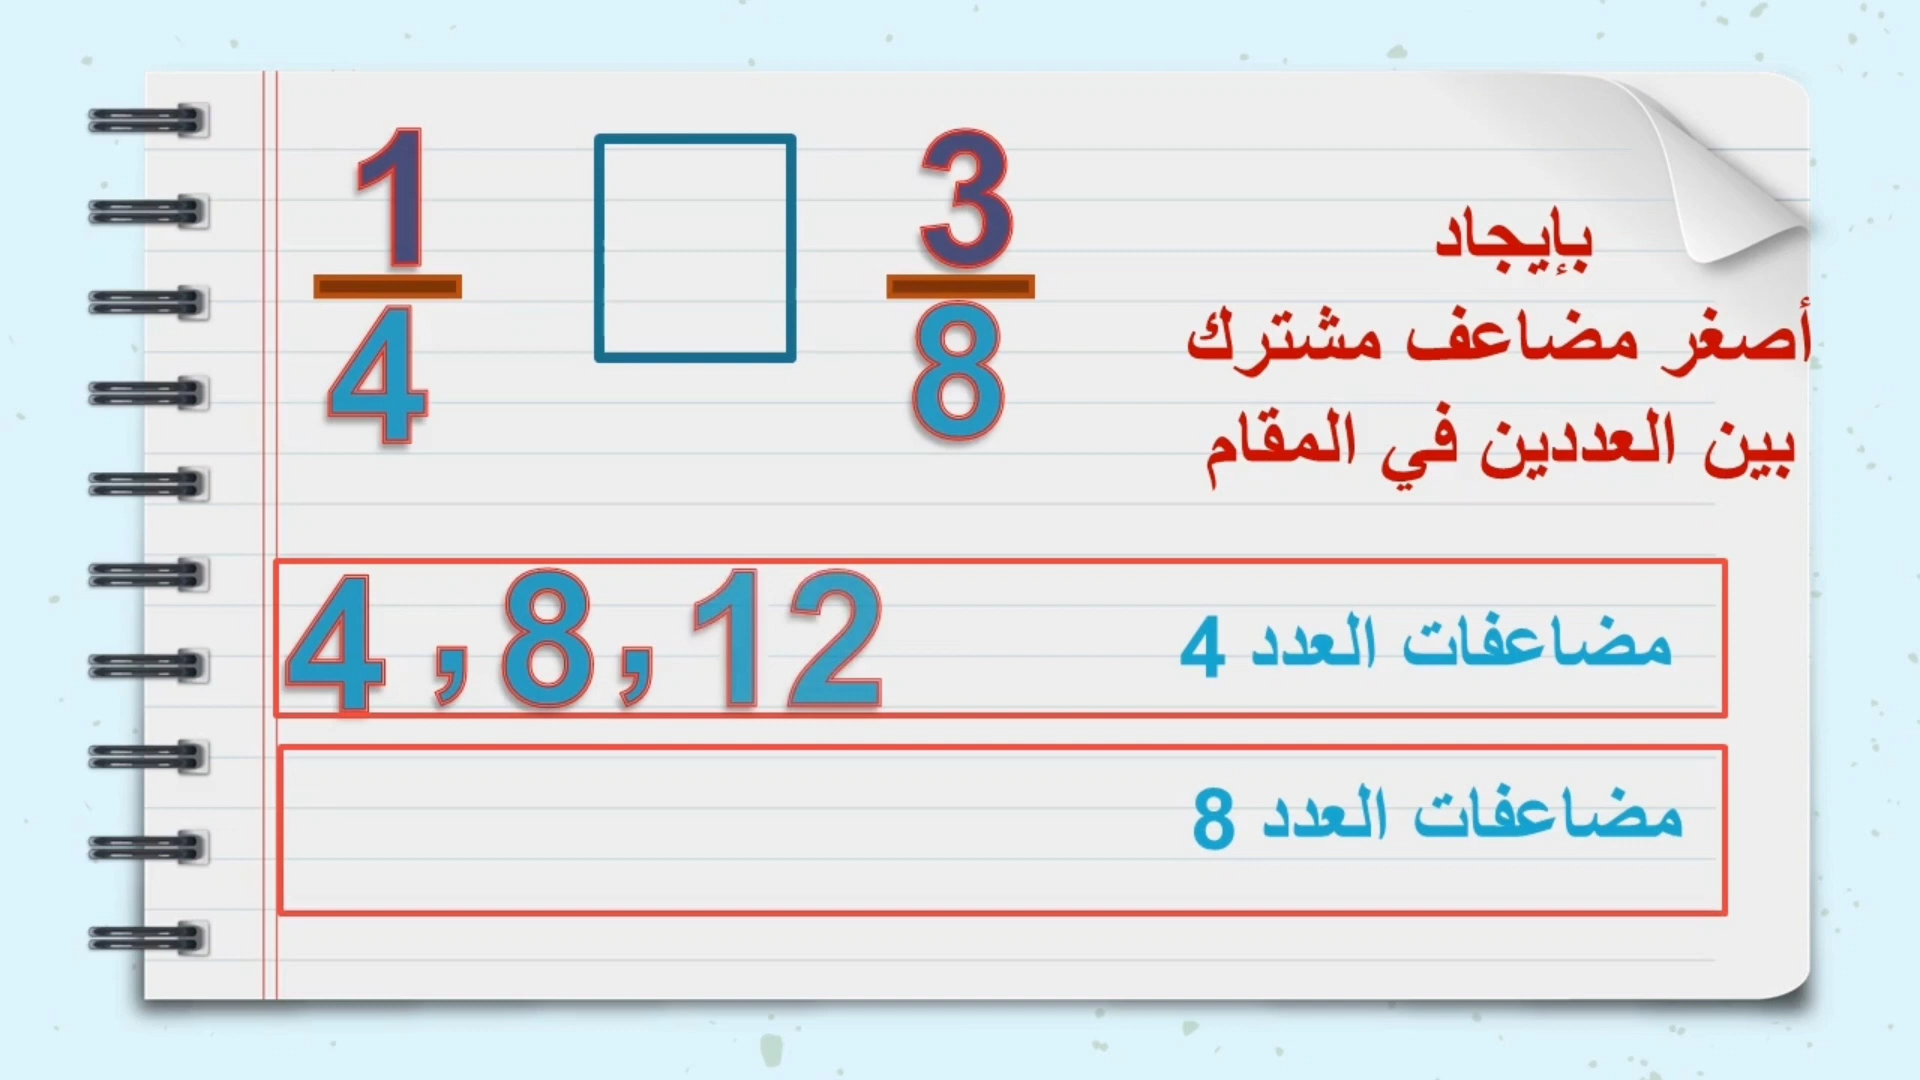 1 3
4 8
بإيجاد
أصغر مضاعف مشترك
بين العددين في المقام
مضاعفات العدد 4
4 , 8 , 12
مضاعفات العدد 8